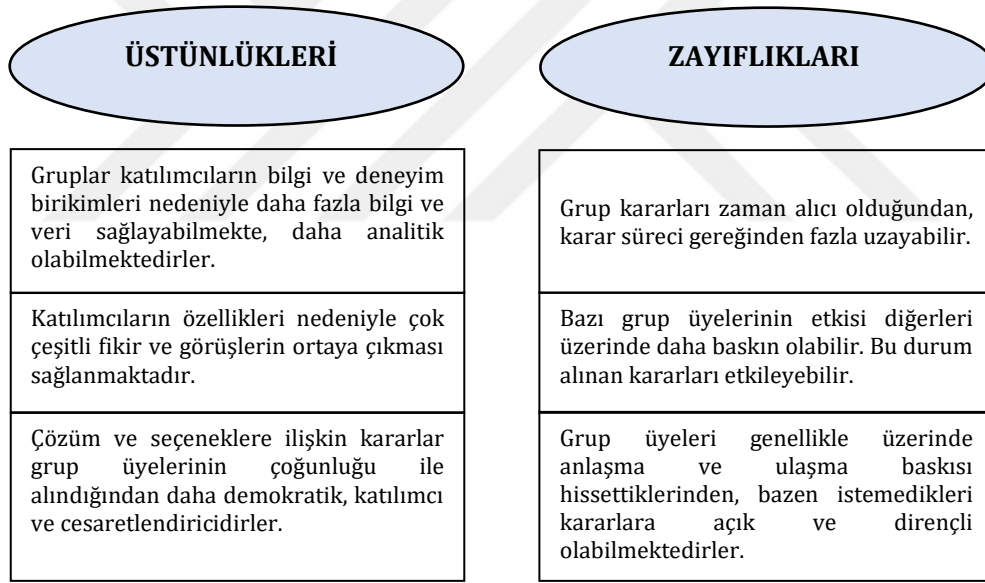 ÜSTÜNLÜKLERİ
Gruplar katılımcıların bilgi ve deneyim
birikimleri nedeniyle daha fazla bilgi ve
veri sağlayabilmekte, daha analitik
olabilmektedirler.
Katılımcıların özellikleri nedeniyle çok
çeşitli fikir ve görüşlerin ortaya çıkması
sağlanmaktadır.
Çözüm ve seçeneklere ilişkin kararlar
grup üyelerinin çoğunluğu ile
alındığından daha demokratik, katılımcı
ve cesaretlendiricidirler.
ZAYIFLIKLARI
Grup kararları zaman alıcı olduğundan,
karar süreci gereğinden fazla uzayabilir.
Bazı grup üyelerinin etkisi diğerleri
üzerinde daha baskın olabilir. Bu durum
alınan kararları etkileyebilir.
Grup üyeleri genellikle üzerinde
anlaşma ve ulaşma baskısı
hissettiklerinden, bazen istemedikleri
kararlara açık ve dirençli
olabilmektedirler.